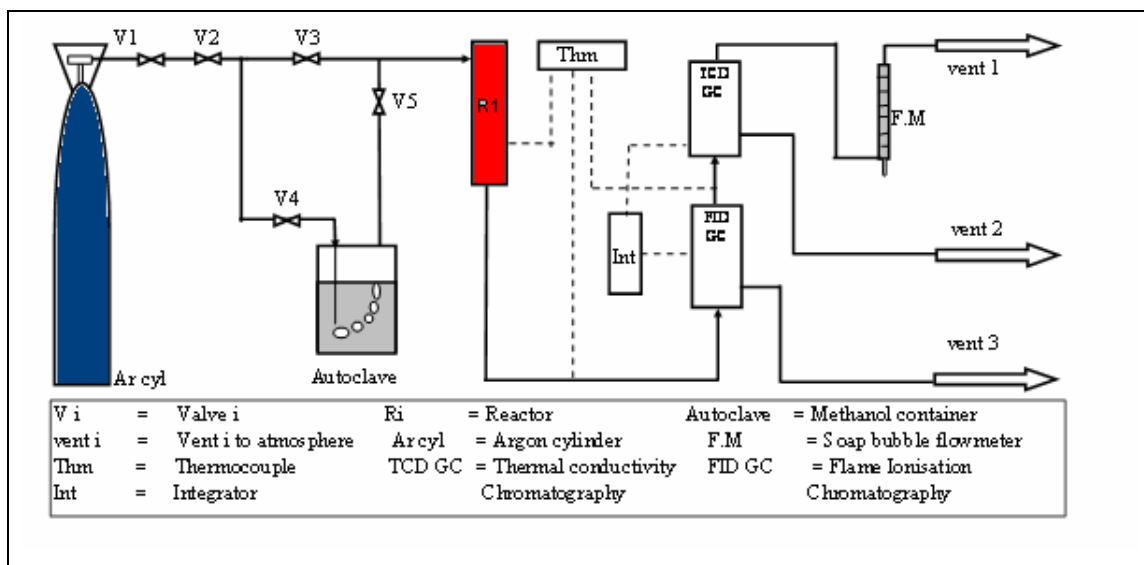 V1
V2
V3
Thm
TCD
GC
vent 1
R1
V5
F.M
V4
FID
GC
vent 2
Int
vent 3
Ar cyl
Autoclave
V i = Valve i Ri = Reactor Autoclave = Methanol container
vent i = Vent i to atmosphere Ar cyl = Argon cylinder F.M = Soap bubble flowmeter
Thm = Thermocouple TCD GC = Thermal conductivity FID GC = Flame Ionisation
Int = Integrator Chromatography Chromatography